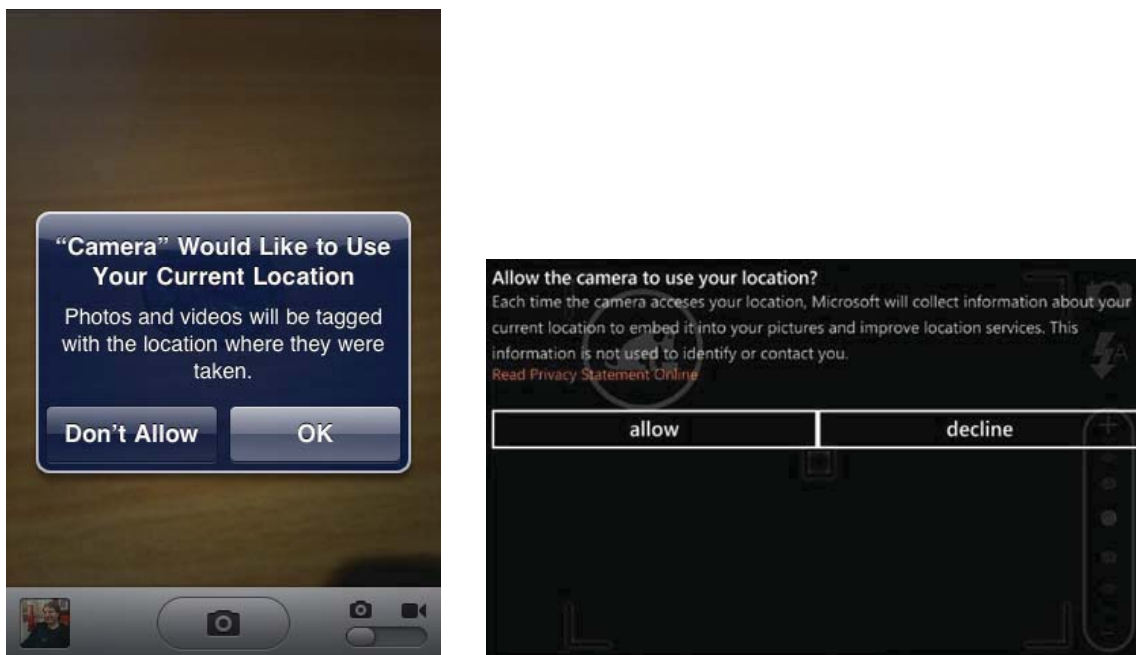 “Camera” Would Like to Use
Your Current Location
Photos and videos will be tagged
with the location where they were
taken.
Don’t Allow
OK
Allow the camera to use your location?
Each time the camera acceses your location, Microsoft will collect information about your
current location to embed it into your pictures and improve location services. This
information is not used to identify or contact you.
Read Privacy Statement Online
allow
decline
A